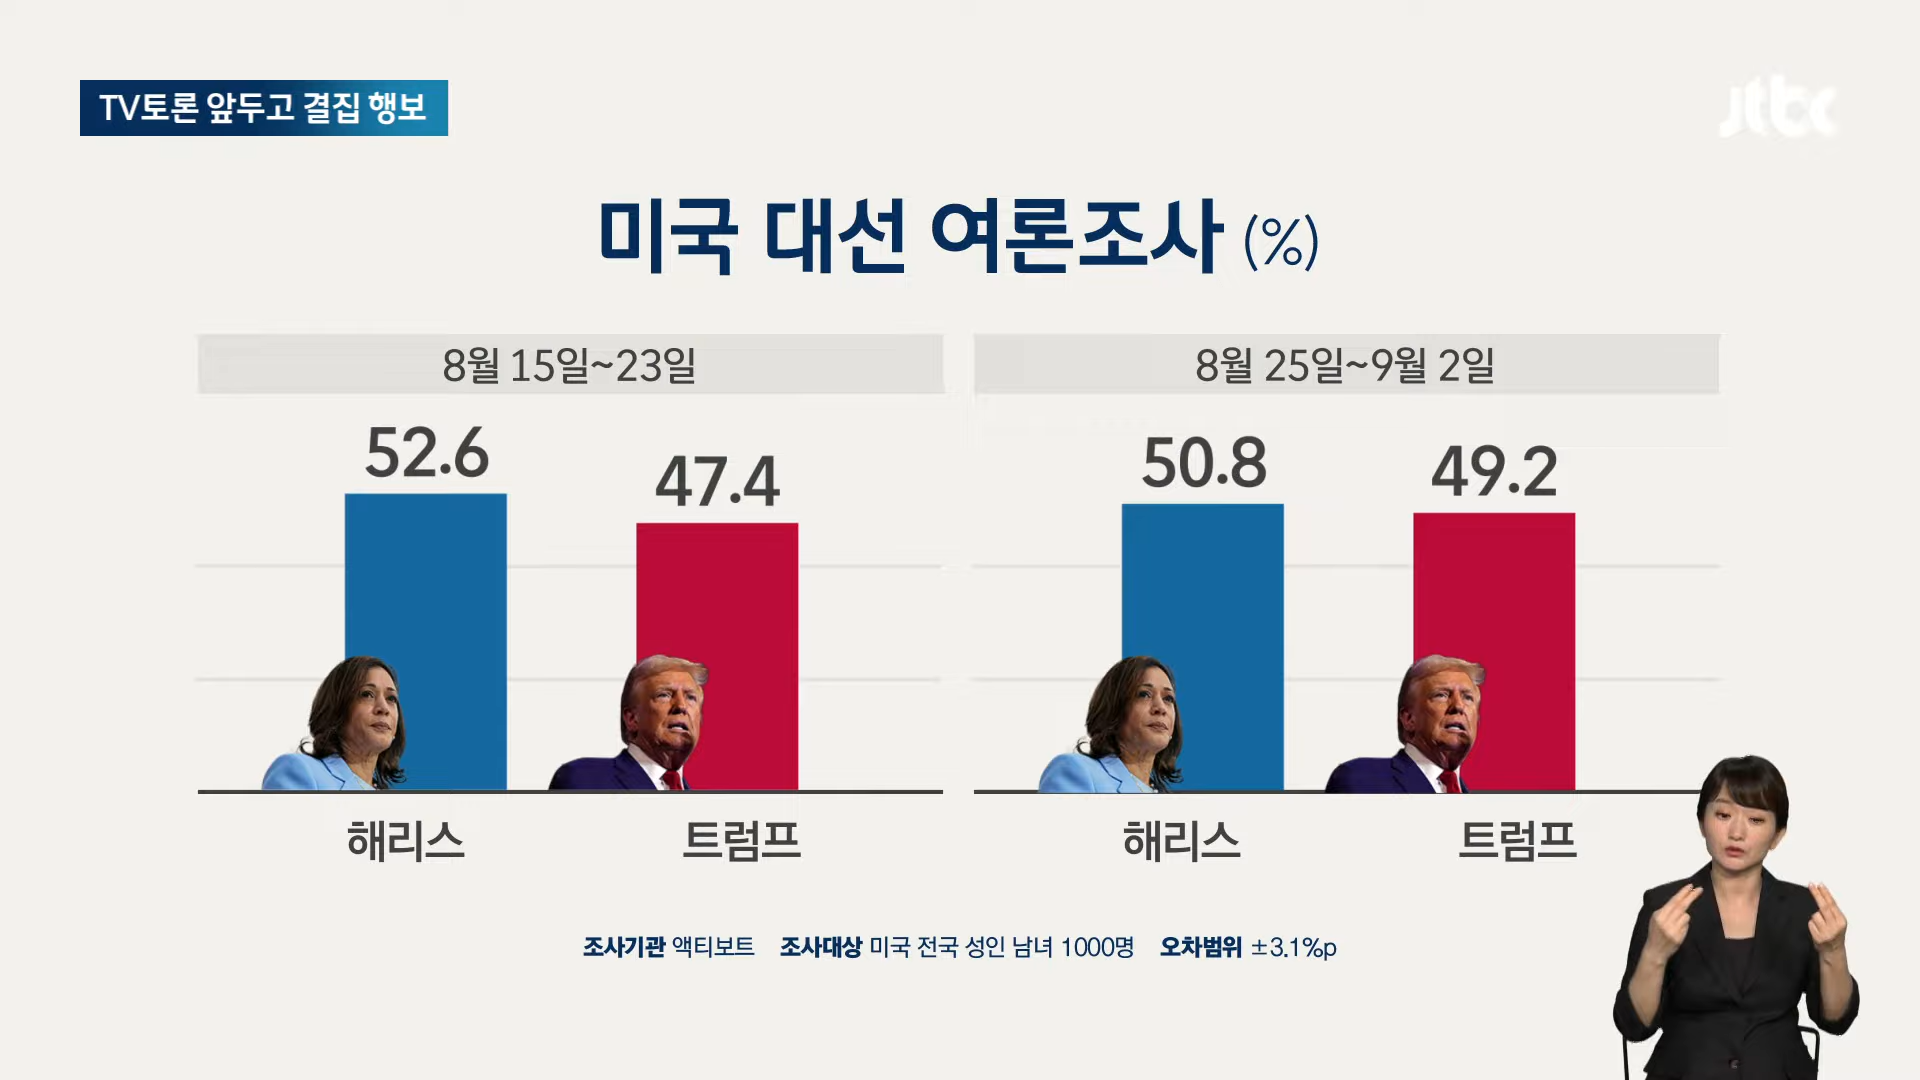 TV토론 앞두고 결집 행보
jtbc
미국 대선 여론조사 (%)
8월 15일~23일
8월 25일~9월 2일
52.6
47.4
50.8
49.2
해리스
트럼프
해리스
트럼프
조사기관 액티보트 조사대상 미국 전국 성인 남녀 1000명 오차범위 ±3.1%p